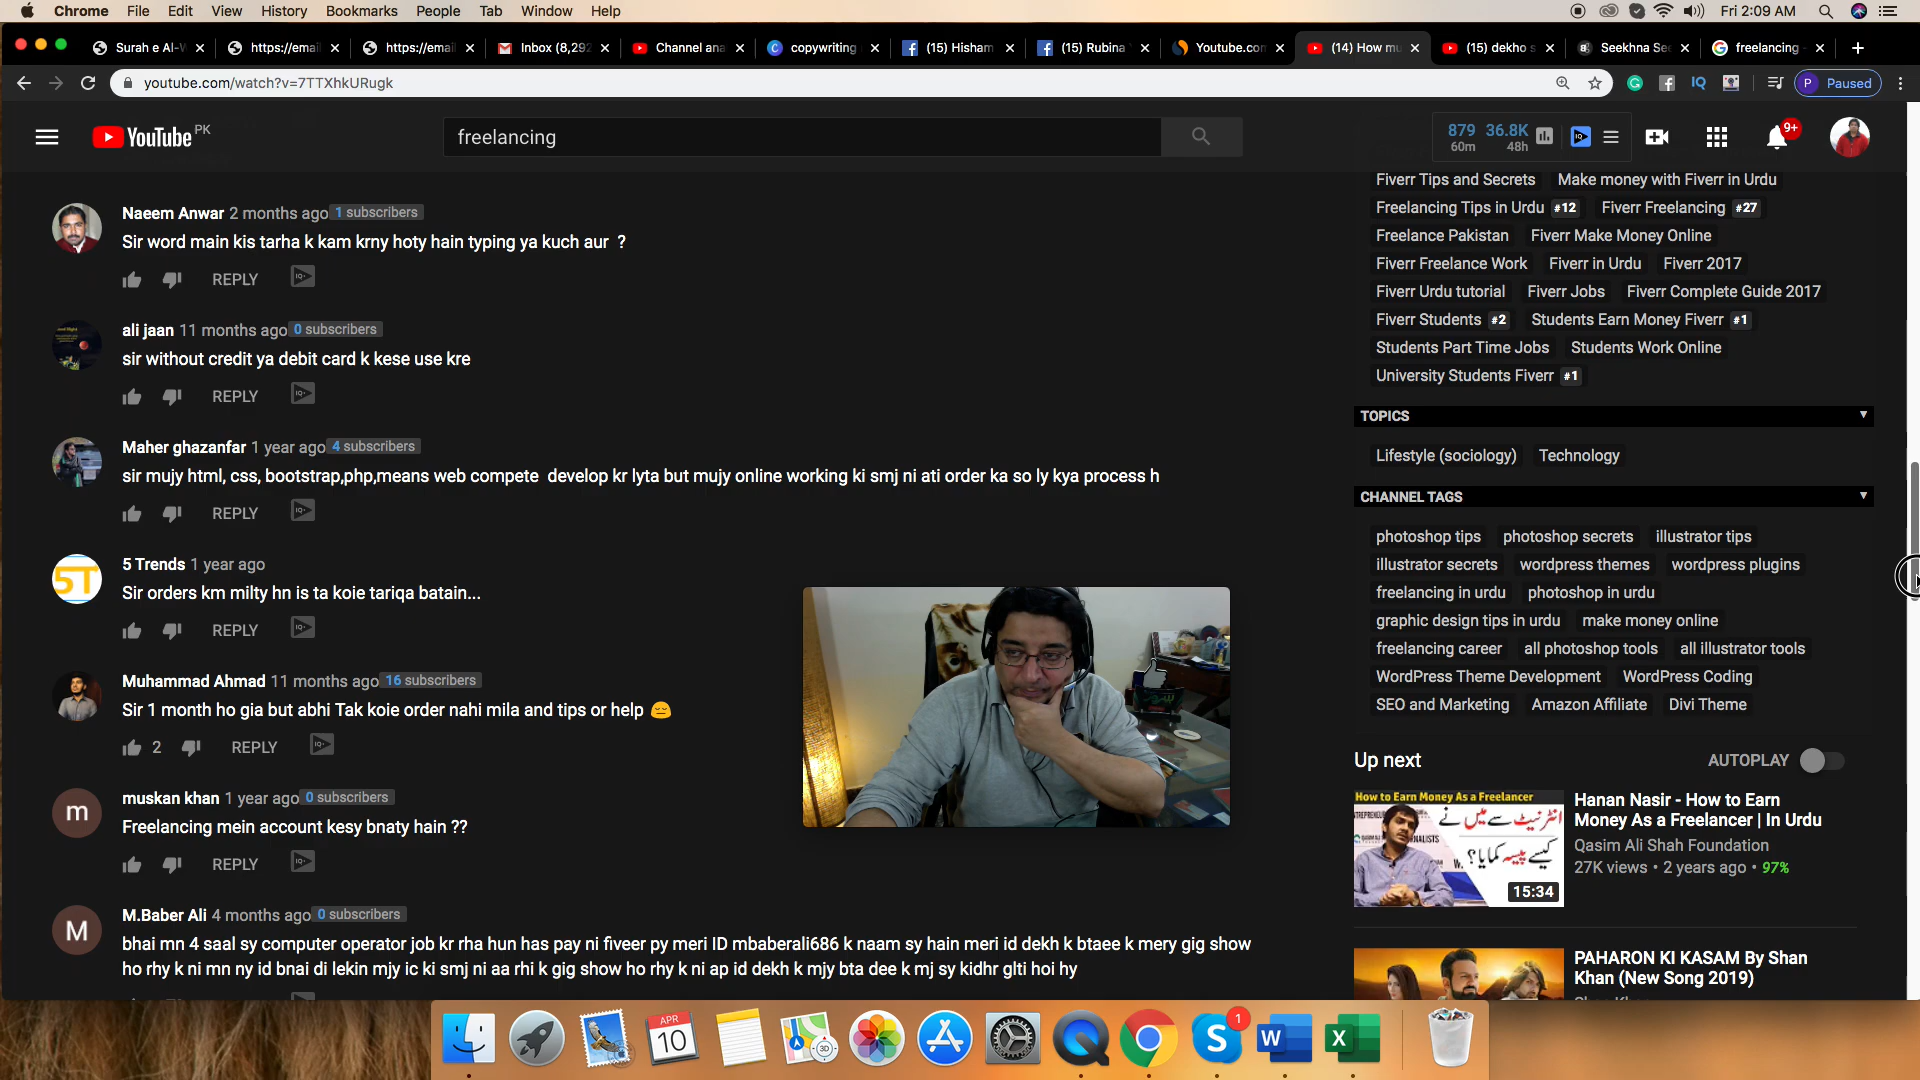 Chrome File Edit View History Bookmarks People Tab Window Help Fri 2:09 AM
Surah e Al-W https://emai https://emai Inbox (8,292 Channel ana copywriting (15) Hisham (15) Rubina Youtube.co (14) How mu (15) dekho s Seekhna See freelancing
youtube.com/watch?v=7TTXhkURugk IQ P Paused
YouTube PK freelancing 879 36.8K 9+
60m 48h
Naeem Anwar 2 months ago 1 subscribers
Sir word main kis tarha k kam krny hoty hain typing ya kuch aur ?
REPLY
ali jaan 11 months ago 0 subscribers
sir without credit ya debit card k kese use kre
REPLY
Maher ghazanfar 1 year ago 4 subscribers
sir mujy html, css, bootstrap,php,means web compete develop kr lyta but mujy online working ki smj ni ati order ka so ly kya process h
REPLY
5T
5 Trends 1 year ago
Sir orders km milty hn is ta koie tariqa batain...
REPLY
Muhammad Ahmad 11 months ago 16 subscribers
Sir 1 month ho gia but abhi Tak koie order nahi mila and tips or help 😔
2 REPLY
m
muskan khan 1 year ago 0 subscribers
Freelancing mein account kesy bnaty hain ??
REPLY
M
M.Baber Ali 4 months ago 0 subscribers
bhai mn 4 saal sy computer operator job kr rha hun has pay ni fiveer py meri ID mbaberali686 k naam sy hain meri id dekh k btaee k mery gig show
ho rhy k ni mn ny id bnai di lekin mjy ic ki smj ni aa rhi k gig show ho rhy k ni ap id dekh k mjy bta dee k mj sy kidhr glti hoi hy
Fiverr Tips and Secrets Make money with Fiverr in Urdu
Freelancing Tips in Urdu #12 Fiverr Freelancing #27
Freelance Pakistan Fiverr Make Money Online
Fiverr Freelance Work Fiverr in Urdu Fiverr 2017
Fiverr Urdu tutorial Fiverr Jobs Fiverr Complete Guide 2017
Fiverr Students #2 Students Earn Money Fiverr #1
Students Part Time Jobs Students Work Online
University Students Fiverr #1
TOPICS
Lifestyle (sociology) Technology
CHANNEL TAGS
photoshop tips photoshop secrets illustrator tips
illustrator secrets wordpress themes wordpress plugins
freelancing in urdu photoshop in urdu
graphic design tips in urdu make money online
freelancing career all photoshop tools all illustrator tools
WordPress Theme Development WordPress Coding
SEO and Marketing Amazon Affiliate Divi Theme
Up next AUTOPLAY
How to Earn Money As a Freelancer
انٹرنیٹ سے میں نے
کیسے پیسہ کمایا؟
15:34
Hanan Nasir - How to Earn
Money As a Freelancer | In Urdu
Qasim Ali Shah Foundation
27K views • 2 years ago • 97%
PAHARON KI KASAM By Shan
Khan (New Song 2019)
APR
10
3D
1
W
X
S